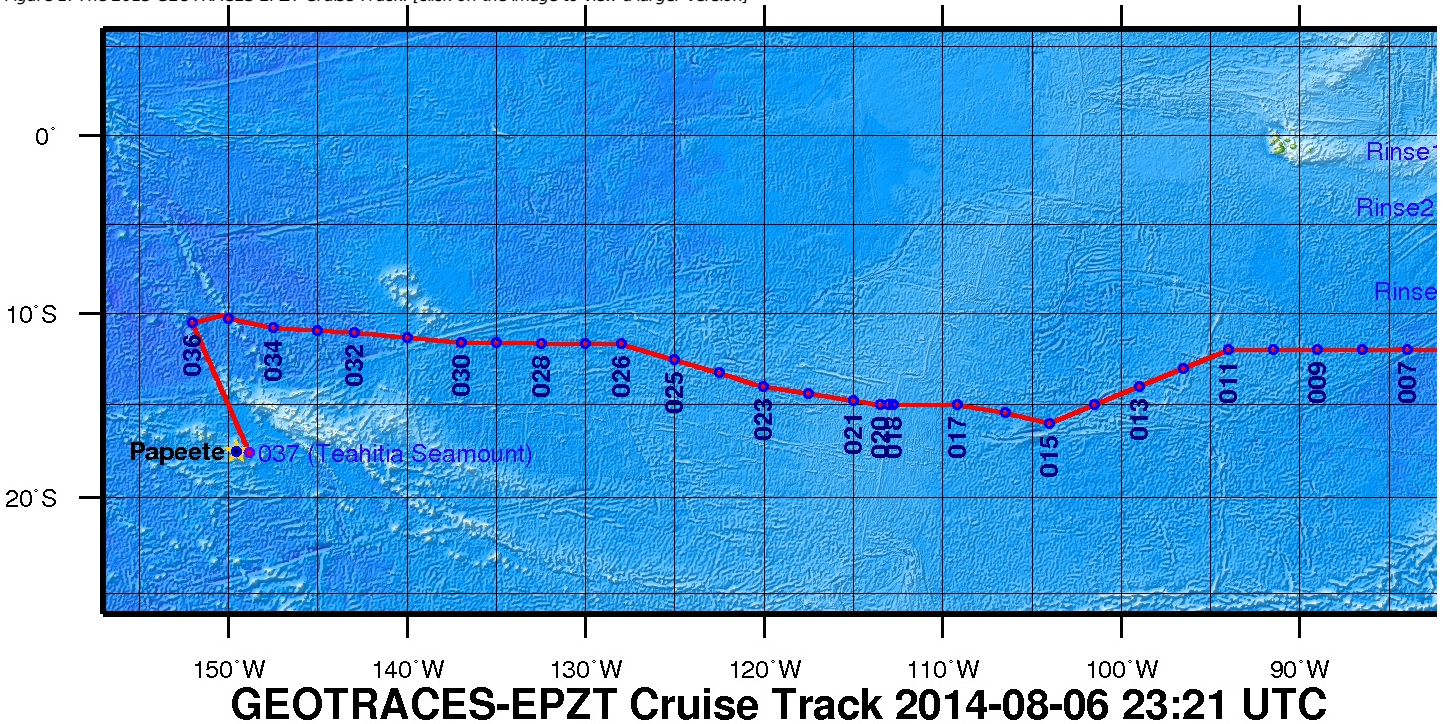 0°
Rinse1
Rinse2
Rinse
10°S
036
034
032
030
028
026
025
023
021
020
018
017
015
013
011
009
007
Papeete
037 (Teahitia Seamount)
20°S
150°W
140°W
130°W
120°W
110°W
100°W
90°W
GEOTRACES-EPZT Cruise Track 2014-08-06 23:21 UTC